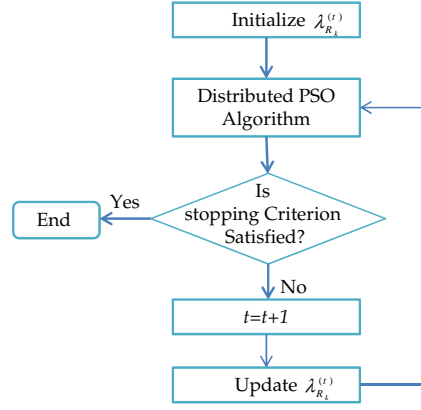 Initialize λ_{R_k}^{(t)}
Distributed PSO
Algorithm
Is
stopping Criterion
Satisfied?
Yes
End
No
t=t+1
Update λ_{R_k}^{(t)}